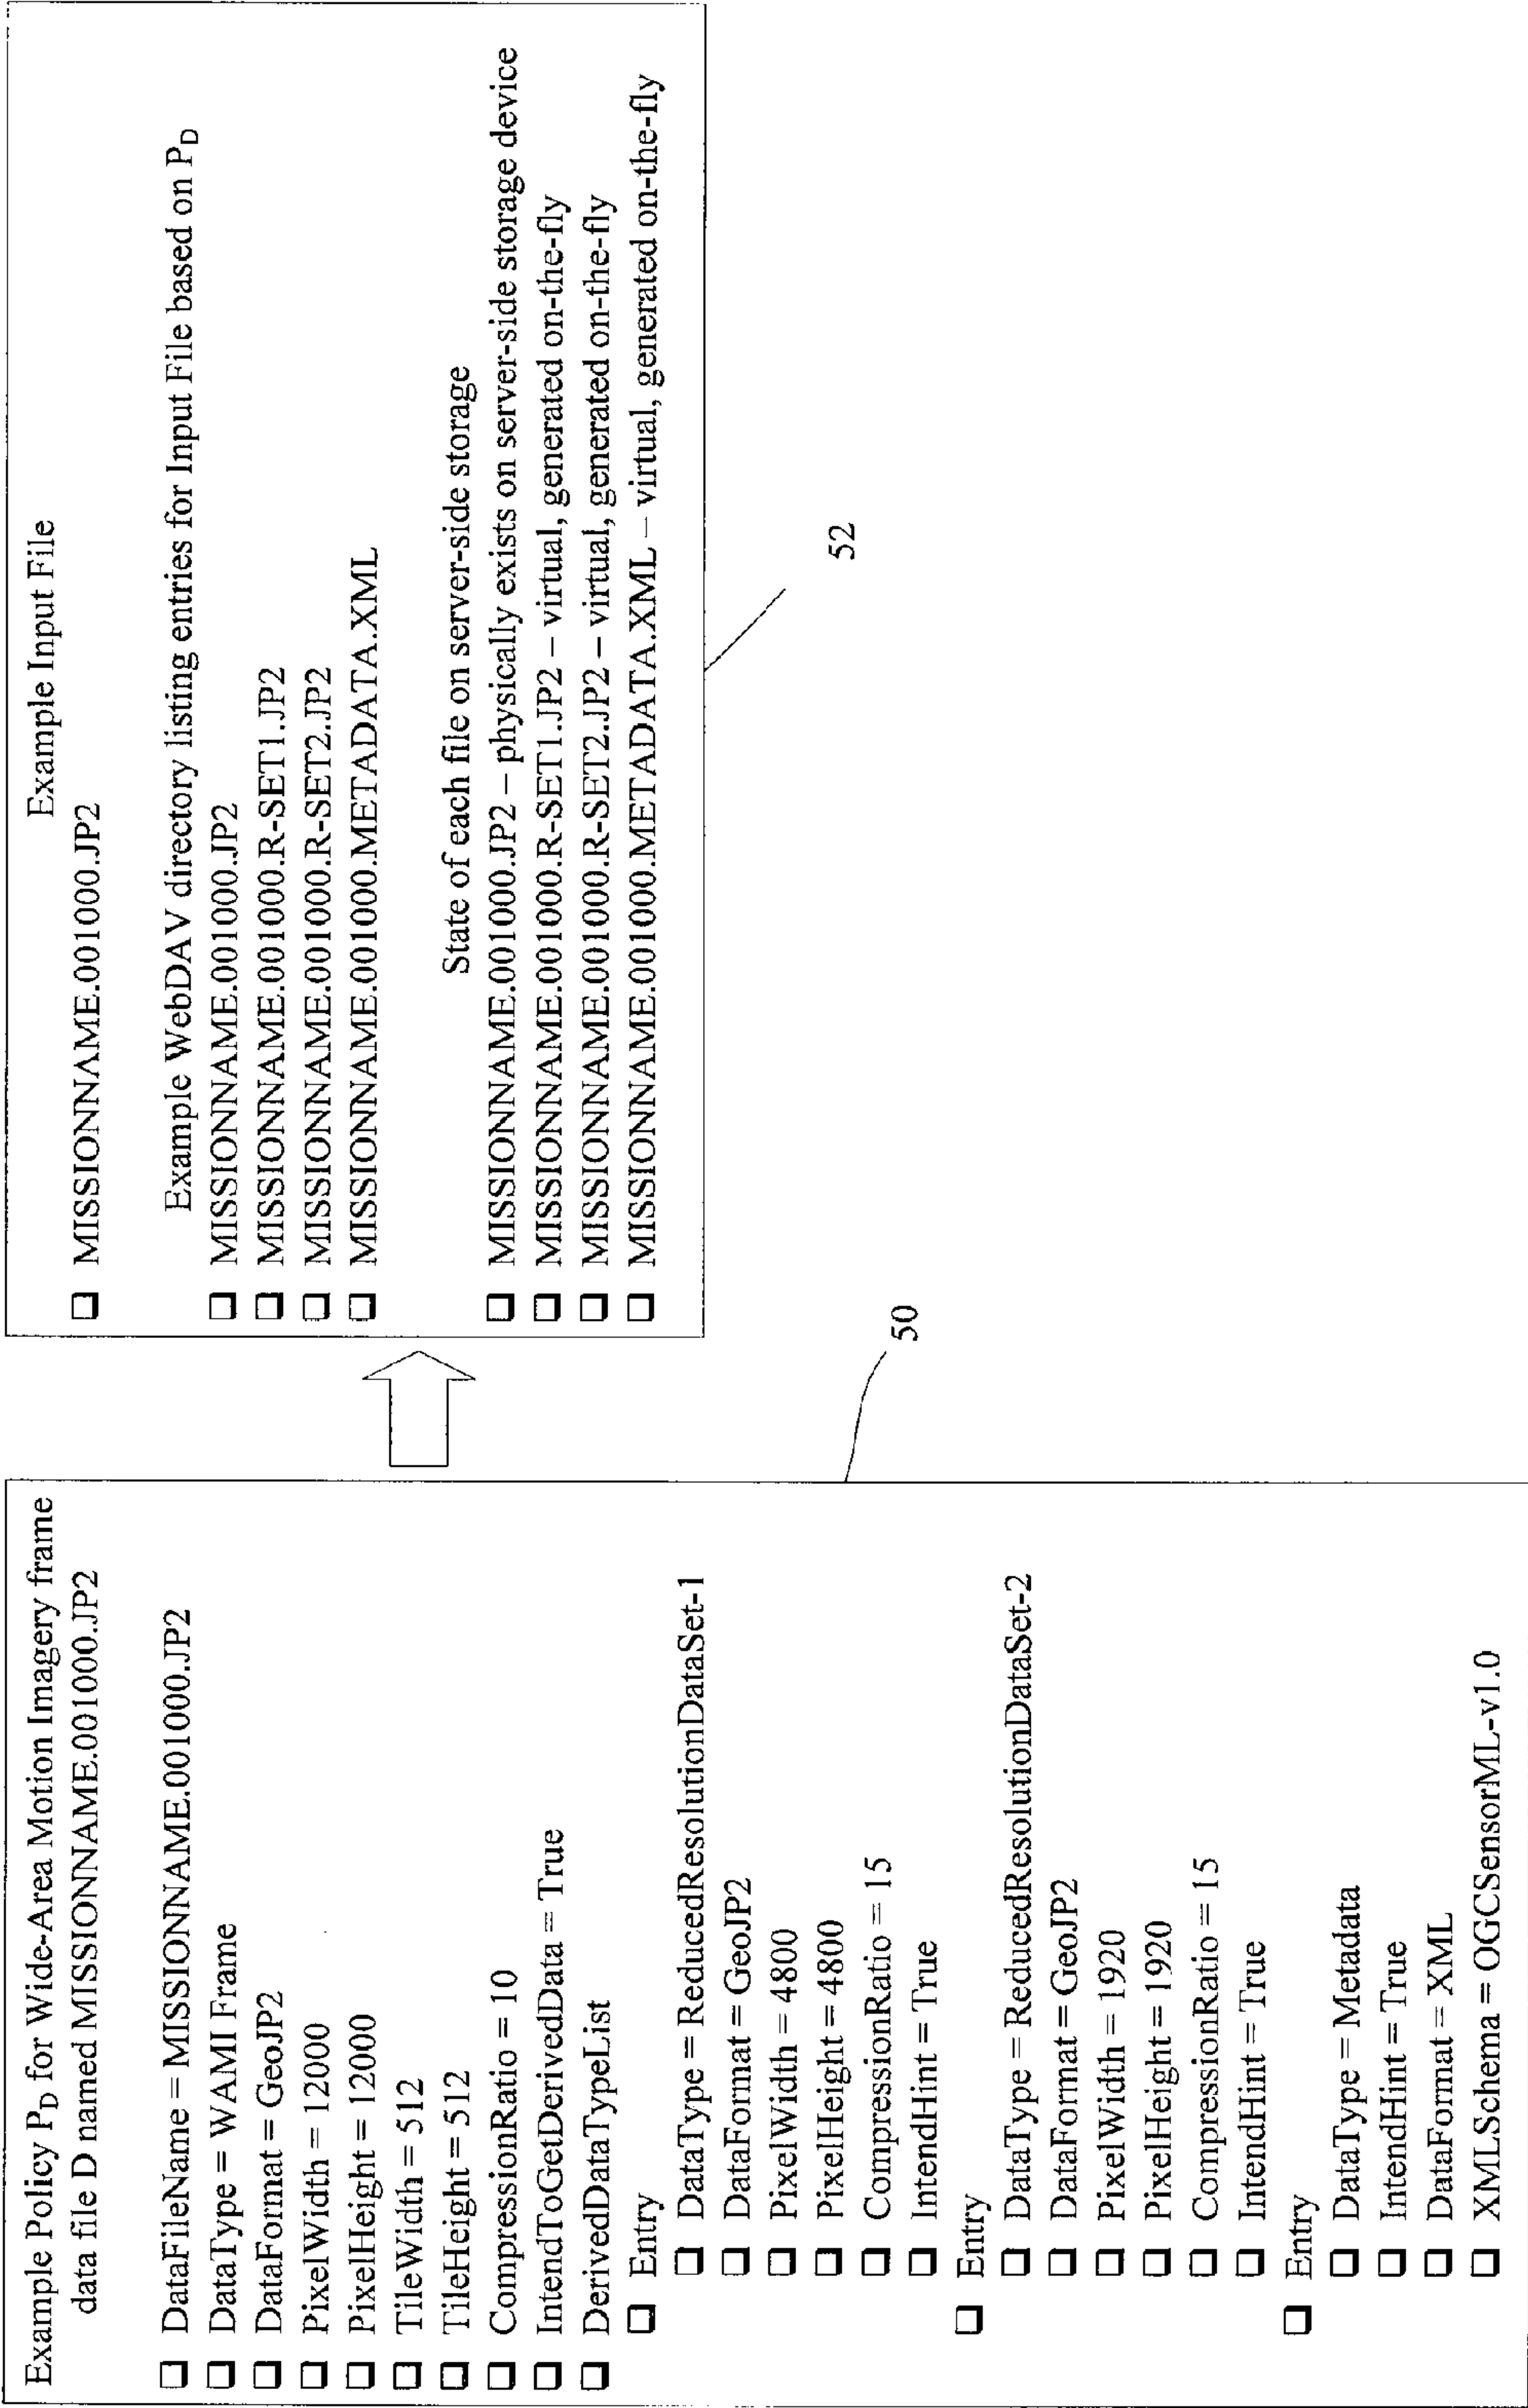 Example Policy PD for Wide-Area Motion Imagery frame
data file D named MISSIONNAME.001000.JP2
❑ DataFileName = MISSIONNAME.001000.JP2
❑ DataType = WAMI Frame
❑ DataFormat = GeoJP2
❑ PixelWidth = 12000
❑ PixelHeight = 12000
❑ TileWidth = 512
❑ TileHeight = 512
❑ CompressionRatio = 10
❑ IntendToGetDerivedData = True
❑ DerivedDataTypeList
❑ Entry
❑ DataType = ReducedResolutionDataSet-1
❑ DataFormat = GeoJP2
❑ PixelWidth = 4800
❑ PixelHeight = 4800
❑ CompressionRatio = 15
❑ IntendHint = True
❑ Entry
❑ DataType = ReducedResolutionDataSet-2
❑ DataFormat = GeoJP2
❑ PixelWidth = 1920
❑ PixelHeight = 1920
❑ CompressionRatio = 15
❑ IntendHint = True
❑ Entry
❑ DataType = Metadata
❑ IntendHint = True
❑ DataFormat = XML
❑ XMLSchema = OGCSensorML-v1.0
50
Example Input File
❑ MISSIONNAME.001000.JP2
Example WebDAV directory listing entries for Input File based on PD
❑ MISSIONNAME.001000.JP2
❑ MISSIONNAME.001000.R-SET1.JP2
❑ MISSIONNAME.001000.R-SET2.JP2
❑ MISSIONNAME.001000.METADATA.XML
State of each file on server-side storage
❑ MISSIONNAME.001000.JP2 – physically exists on server-side storage device
❑ MISSIONNAME.001000.R-SET1.JP2 – virtual, generated on-the-fly
❑ MISSIONNAME.001000.R-SET2.JP2 – virtual, generated on-the-fly
❑ MISSIONNAME.001000.METADATA.XML – virtual, generated on-the-fly
52